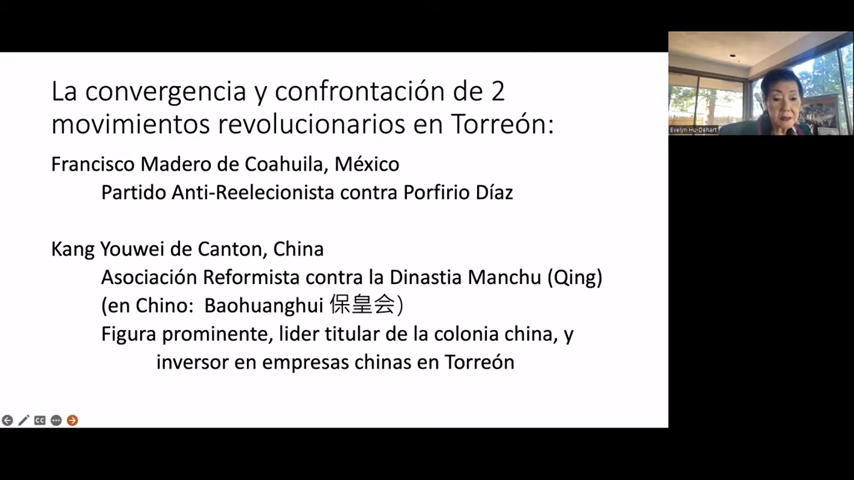 La convergencia y confrontación de 2
movimientos revolucionarios en Torreón:
Francisco Madero de Coahuila, México
Partido Anti-Reelecionista contra Porfirio Díaz
Kang Youwei de Canton, China
Asociación Reformista contra la Dinastia Manchu (Qing)
(en Chino: Baohuanghui 保皇会)
Figura prominente, lider titular de la colonia china, y
inversor en empresas chinas en Torreón
Evelyn Hu-Dehart
CC